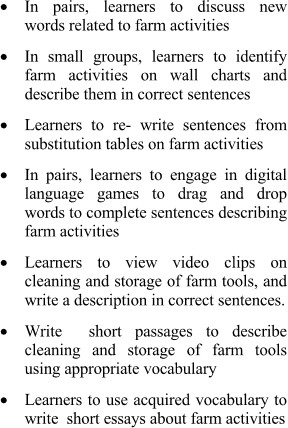 • In pairs, learners to discuss new
words related to farm activities
• In small groups, learners to identify
farm activities on wall charts and
describe them in correct sentences
• Learners to re- write sentences from
substitution tables on farm activities
• In pairs, learners to engage in digital
language games to drag and drop
words to complete sentences describing
farm activities
• Learners to view video clips on
cleaning and storage of farm tools, and
write a description in correct sentences.
• Write short passages to describe
cleaning and storage of farm tools
using appropriate vocabulary
• Learners to use acquired vocabulary to
write short essays about farm activities